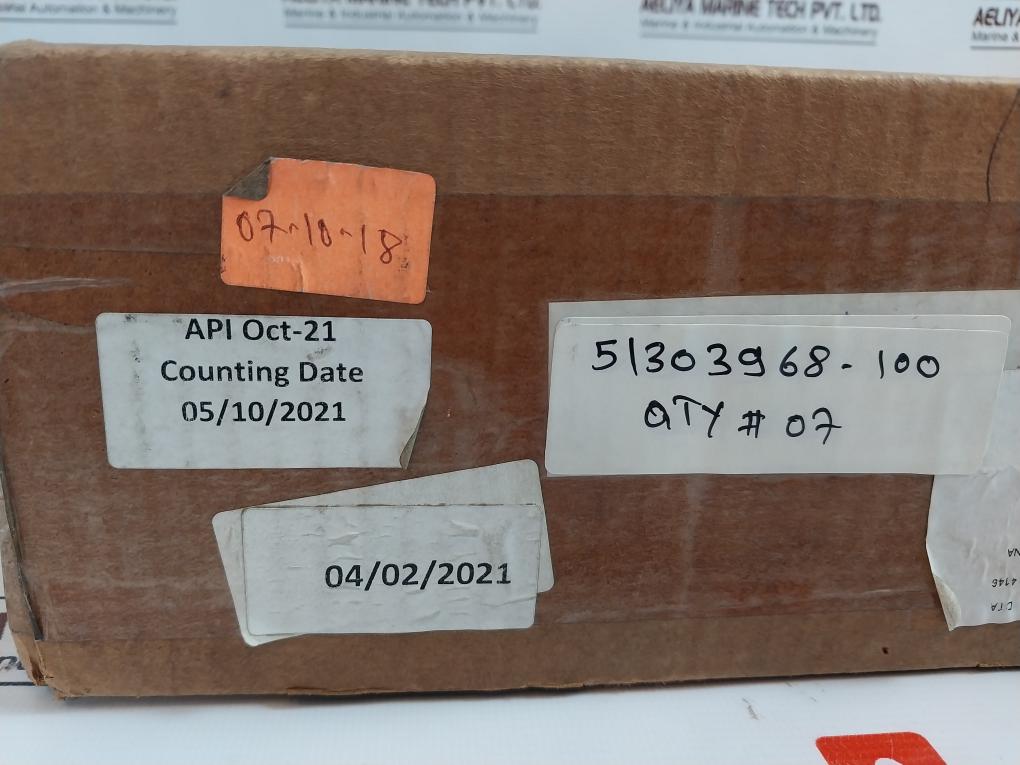 AELIYA MARINE TECH PVT. LTD.
Marine & Industrial Automation & Machinery
07-10-18
API Oct-21
Counting Date
05/10/2021
51303968-100
QTY # 07
04/02/2021
4146